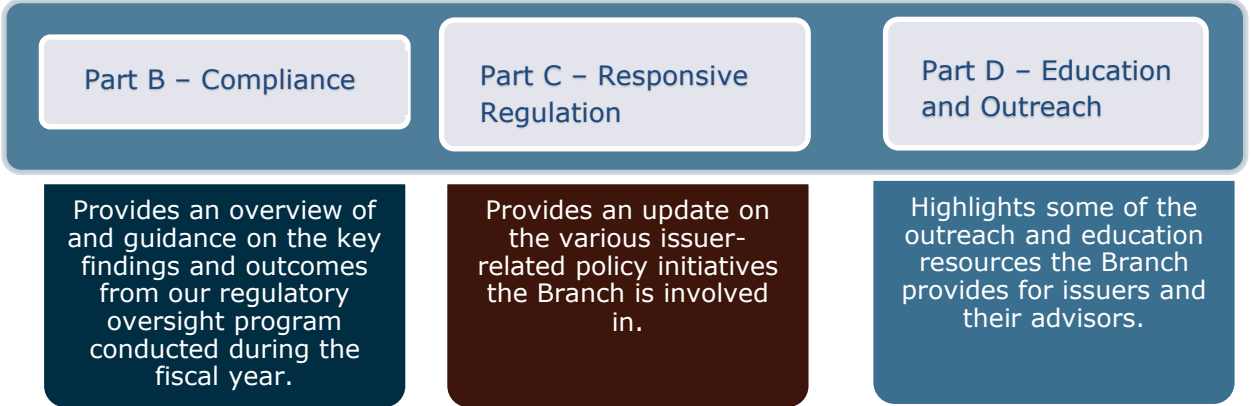 Part B – Compliance
Part C – Responsive
Regulation
Part D – Education
and Outreach
Provides an overview of
and guidance on the key
findings and outcomes
from our regulatory
oversight program
conducted during the
fiscal year.
Provides an update on
the various issuer-
related policy initiatives
the Branch is involved
in.
Highlights some of the
outreach and education
resources the Branch
provides for issuers and
their advisors.